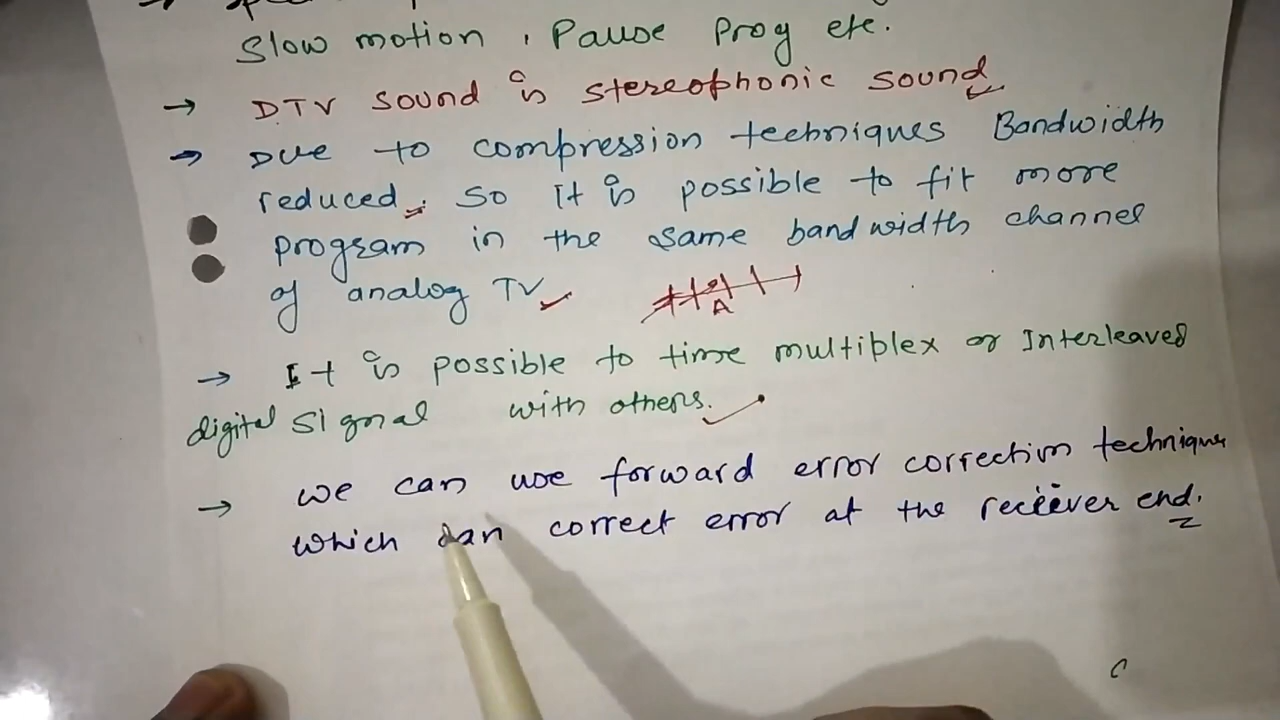 Slow motion, Pause Prog etc.
→ DTV sound is stereophonic sound
→ Due to compression techniques Bandwidth
reduced. So It is possible to fit more
program in the same bandwidth channel
of analog TV
A
→ It is possible to time multiplex or Interleaved
digital signal with others.
→ we can use forward error correction technique
which can correct error at the reciever end.